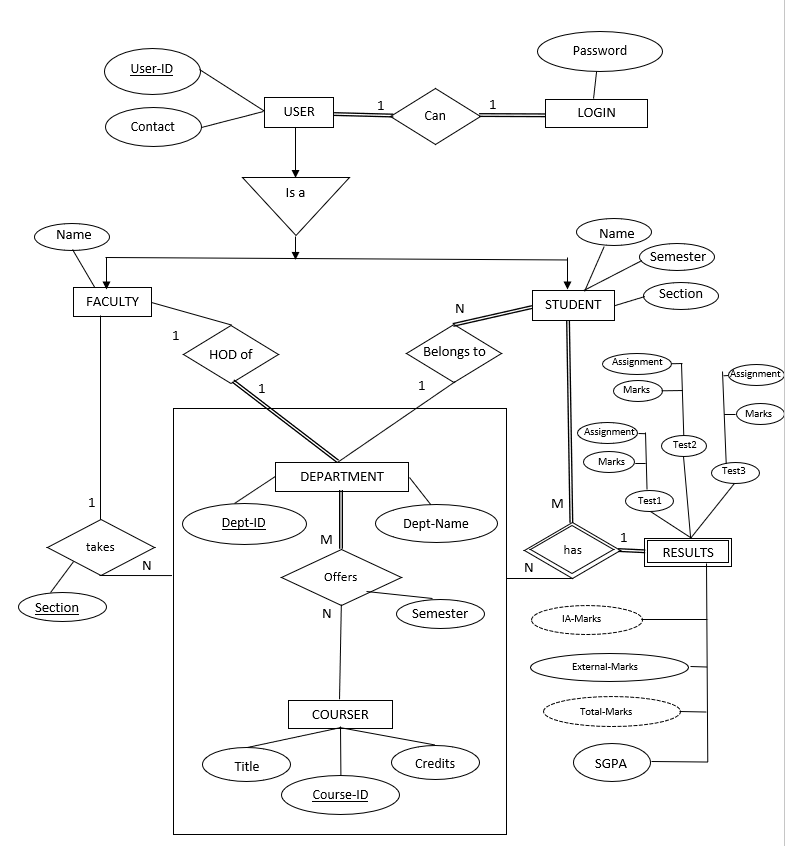 Password
User-ID
1
1
USER
Can
LOGIN
Contact
Is a
Name
Name
Semester
Section
FACULTY
STUDENT
N
1
HOD of
Belongs to
1
1
Assignment
Marks
Assignment
Marks
Assignment
Marks
Test2
Test3
Test1
DEPARTMENT
Dept-ID
Dept-Name
1
M
M
takes
N
1
has
RESULTS
N
Offers
Section
N
Semester
IA-Marks
External-Marks
COURSER
Total-Marks
Title
Credits
Course-ID
SGPA